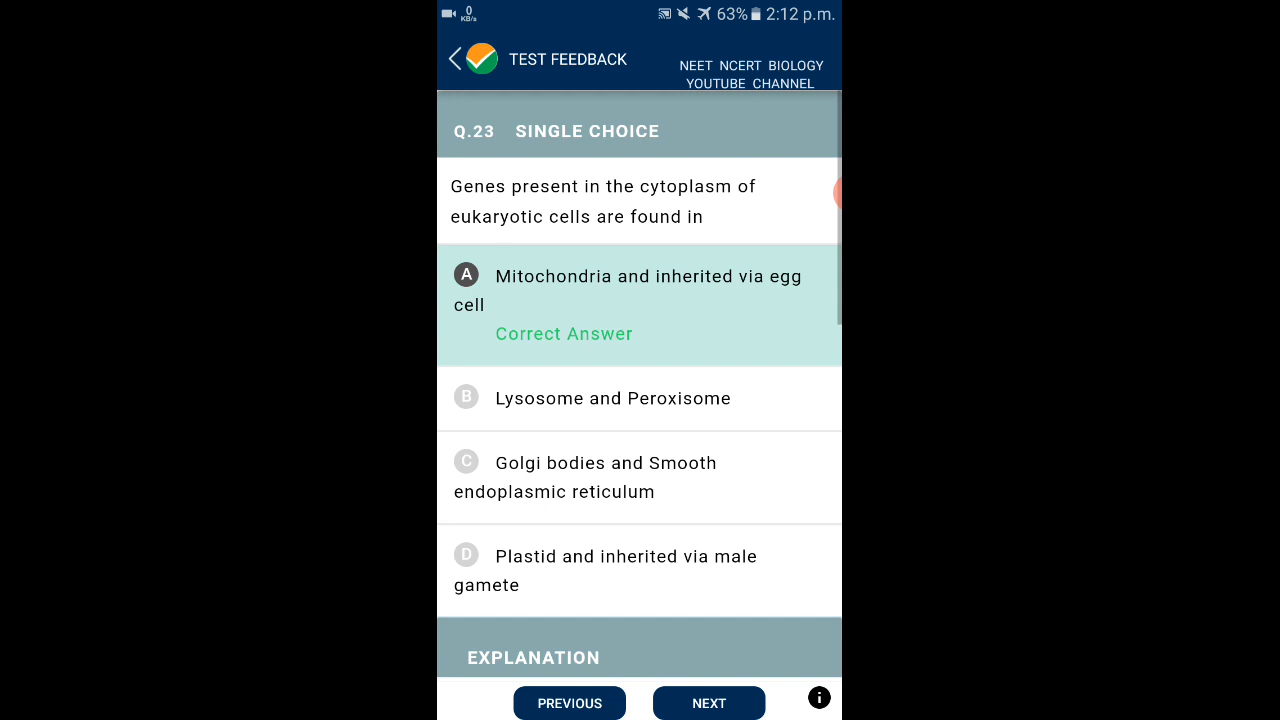 0
KB/s
63% 2:12 p.m.
TEST FEEDBACK
NEET NCERT BIOLOGY
YOUTUBE CHANNEL
Q.23 SINGLE CHOICE
Genes present in the cytoplasm of
eukaryotic cells are found in
A Mitochondria and inherited via egg
cell
Correct Answer
B Lysosome and Peroxisome
C Golgi bodies and Smooth
endoplasmic reticulum
D Plastid and inherited via male
gamete
EXPLANATION
PREVIOUS NEXT i